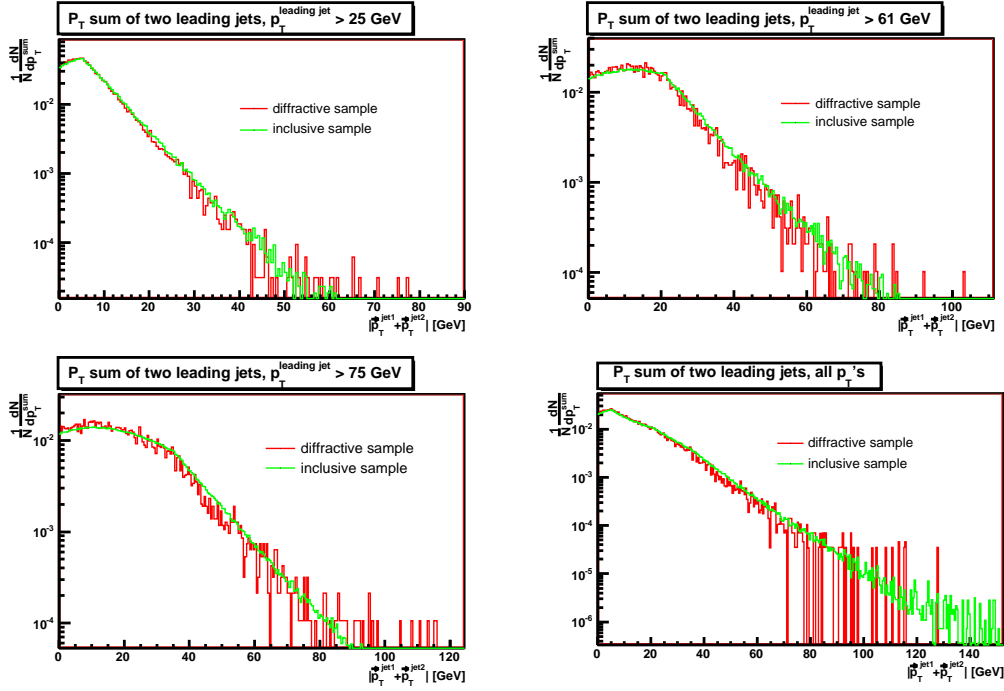 P_T sum of two leading jets, p_T^leading jet > 25 GeV
1/N dN/dp_T^sum
10^-2
10^-3
10^-4
diffractive sample
inclusive sample
0 10 20 30 40 50 60 70 80 90
|p_T^jet1 + p_T^jet2| [GeV]
P_T sum of two leading jets, p_T^leading jet > 61 GeV
1/N dN/dp_T^sum
10^-2
10^-3
10^-4
diffractive sample
inclusive sample
0 20 40 60 80 100
|p_T^jet1 + p_T^jet2| [GeV]
P_T sum of two leading jets, p_T^leading jet > 75 GeV
1/N dN/dp_T^sum
10^-2
10^-3
10^-4
diffractive sample
inclusive sample
0 20 40 60 80 100 120
|p_T^jet1 + p_T^jet2| [GeV]
P_T sum of two leading jets, all p_T's
1/N dN/dp_T^sum
10^-2
10^-3
10^-4
10^-5
10^-6
diffractive sample
inclusive sample
0 20 40 60 80 100 120 140
|p_T^jet1 + p_T^jet2| [GeV]